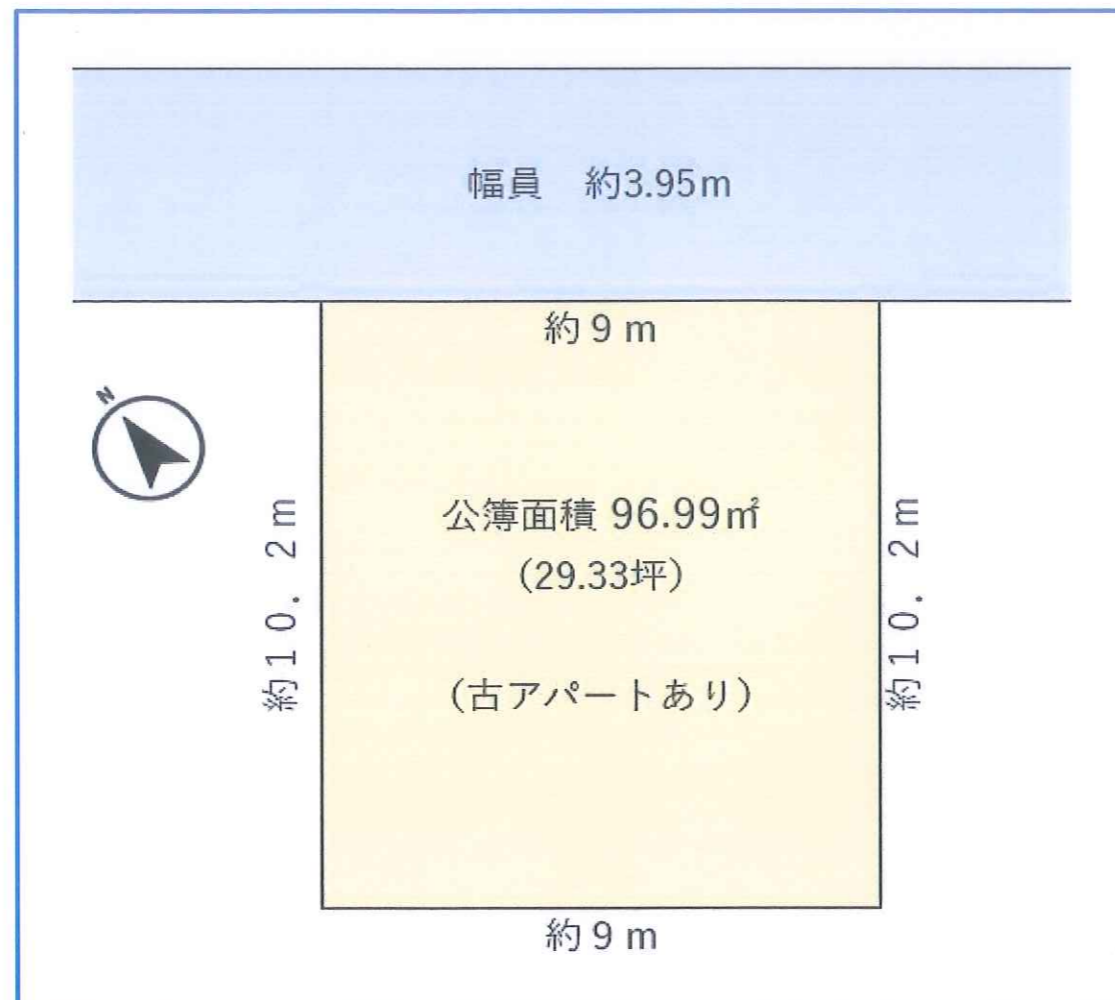 幅員　約3.95m
約９ｍ
N
公簿面積 96.99㎡
(29.33坪)
約１０．２ｍ
約１０．２ｍ
(古アパートあり)
約９ｍ